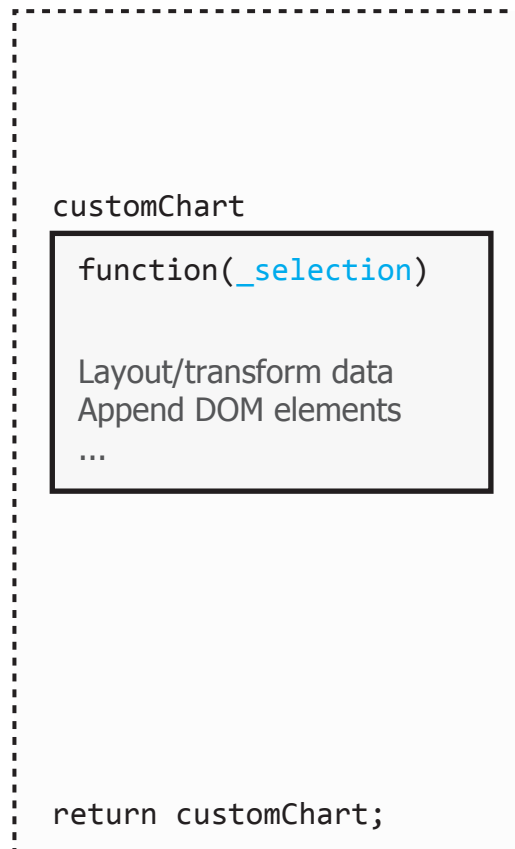 customChart
function(_selection)
Layout/transform data
Append DOM elements
...
return customChart;